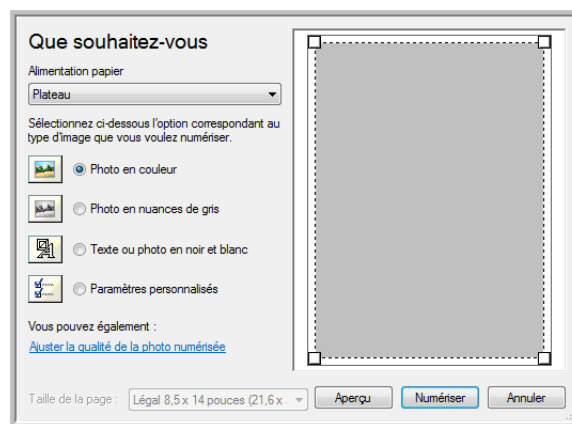 Que souhaitez-vous
Alimentation papier
Plateau
Sélectionnez ci-dessous l'option correspondant au
type d'image que vous voulez numériser.
Photo en couleur
Photo en nuances de gris
Texte ou photo en noir et blanc
Paramètres personnalisés
Vous pouvez également :
Ajuster la qualité de la photo numérisée
Taille de la page :
Légal 8,5 x 14 pouces (21,6 x
Aperçu
Numériser
Annuler